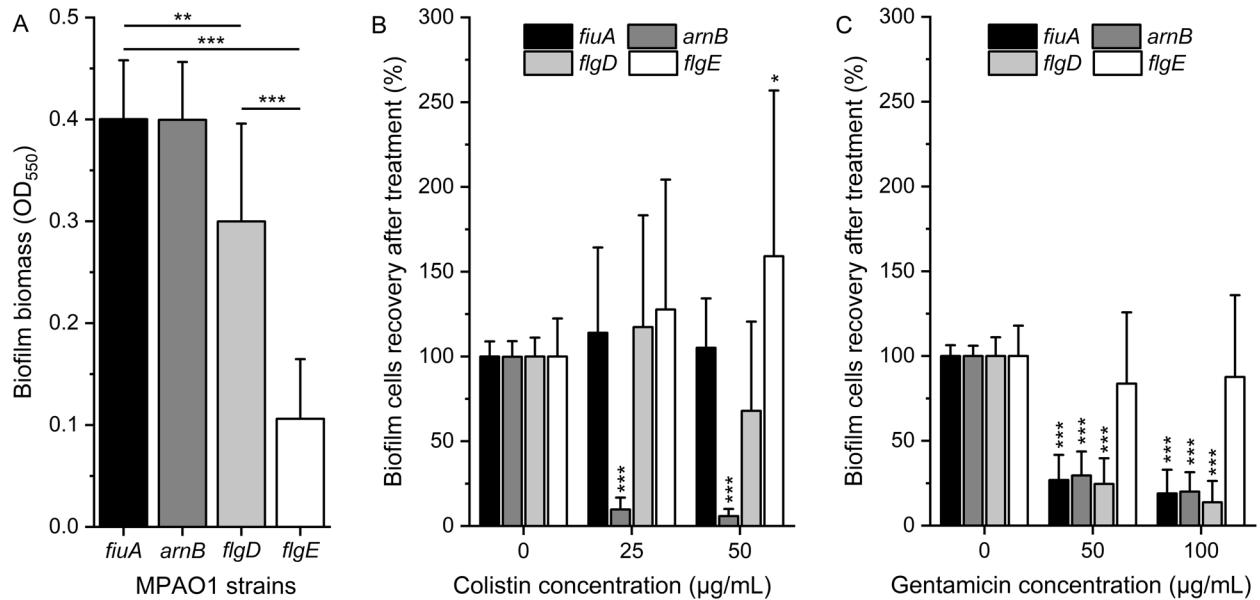 A
Biofilm biomass (OD550)
0.5
0.4
0.3
0.2
0.1
0.0
**
***
***
fiuA arnB flgD flgE
MPAO1 strains
B
Biofilm cells recovery after treatment (%)
300
250
200
150
100
50
0
fiuA arnB
flgD flgE
***
***
*
0 25 50
Colistin concentration (µg/mL)
C
Biofilm cells recovery after treatment (%)
300
250
200
150
100
50
0
fiuA arnB
flgD flgE
*** *** ***
*** *** ***
0 50 100
Gentamicin concentration (µg/mL)